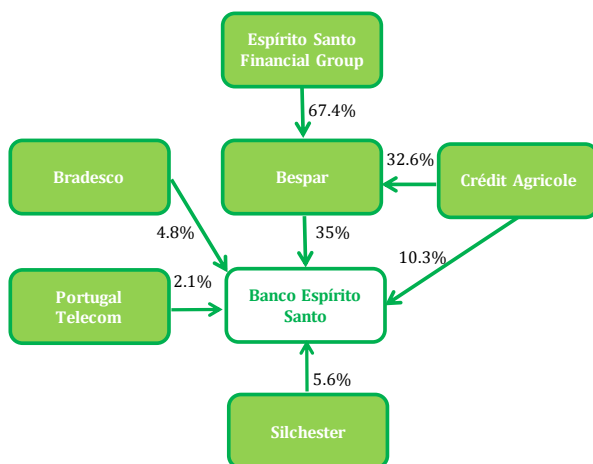 Espírito Santo
Financial Group
67.4%
Bradesco
Bespar
32.6%
Crédit Agricole
4.8%
35%
10.3%
Portugal
Telecom
2.1%
Banco Espírito
Santo
5.6%
Silchester